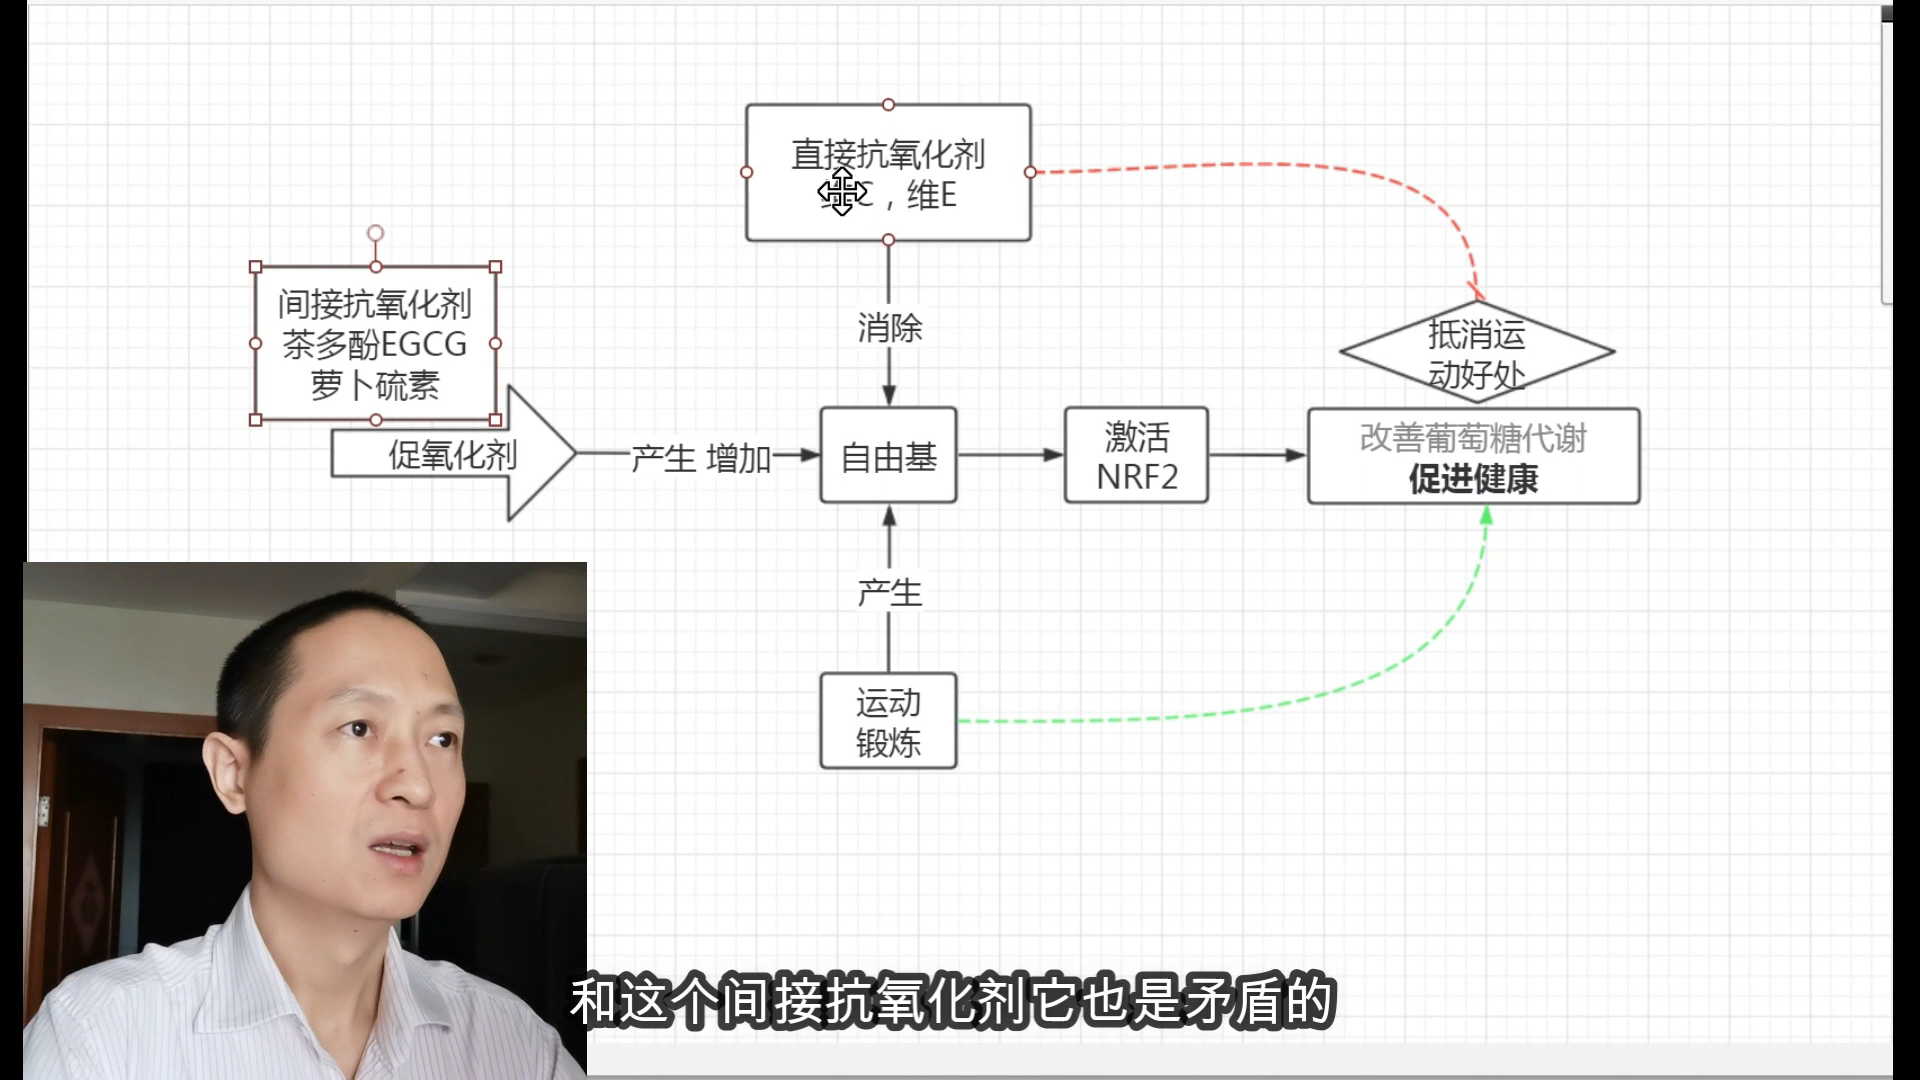 直接抗氧化剂
C，维E
间接抗氧化剂
茶多酚EGCG
萝卜硫素
消除
抵消运
动好处
促氧化剂
产生 增加
自由基
激活
NRF2
改善葡萄糖代谢
促进健康
产生
运动
锻炼
和这个间接抗氧化剂它也是矛盾的